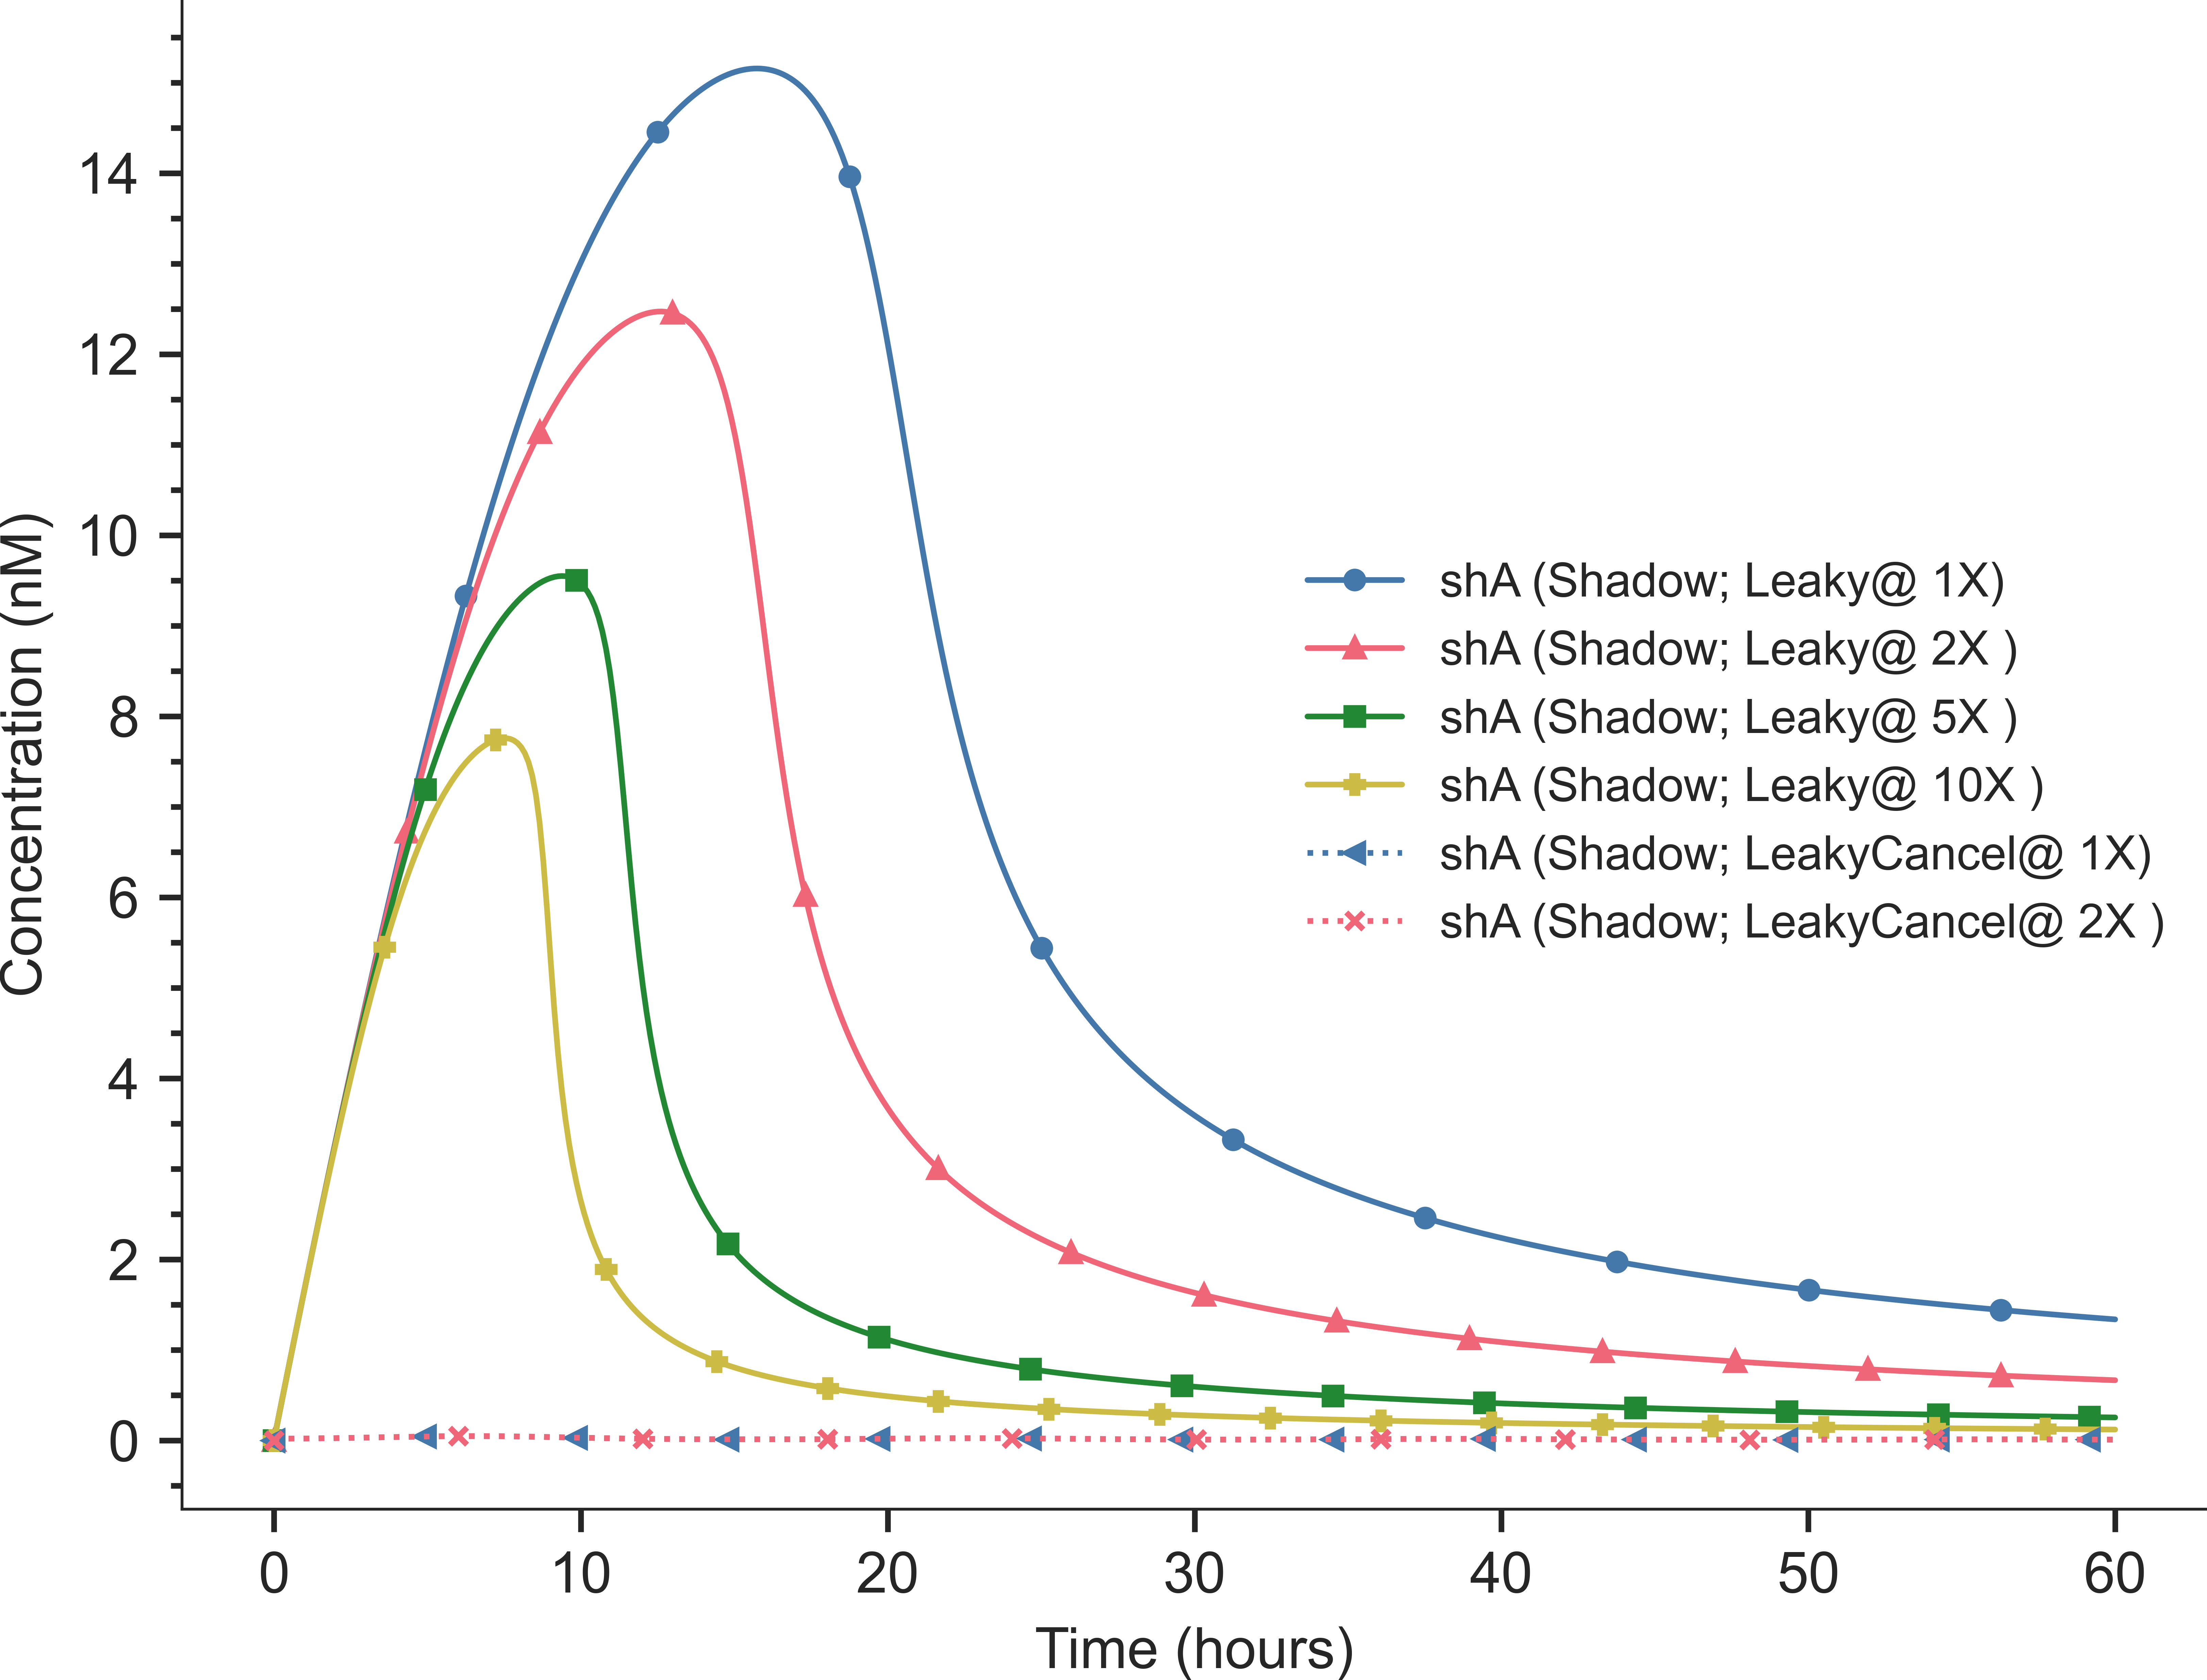 Concentration (nM)
14
12
10
8
6
4
2
0
shA (Shadow; Leaky@ 1X)
shA (Shadow; Leaky@ 2X )
shA (Shadow; Leaky@ 5X )
shA (Shadow; Leaky@ 10X )
shA (Shadow; LeakyCancel@ 1X)
shA (Shadow; LeakyCancel@ 2X )
0 10 20 30 40 50 60
Time (hours)